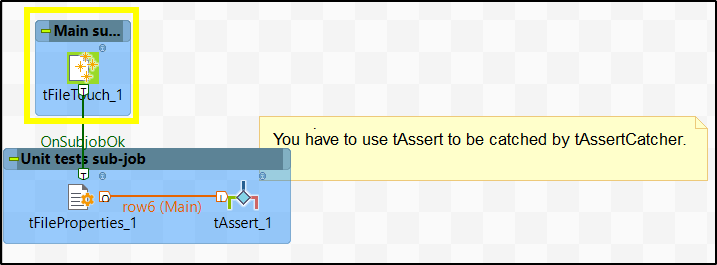 Main su...
tFileTouch_1
OnSubjobOk
You have to use tAssert to be catched by tAssertCatcher.
Unit tests sub-job
row6 (Main)
tFileProperties_1
tAssert_1